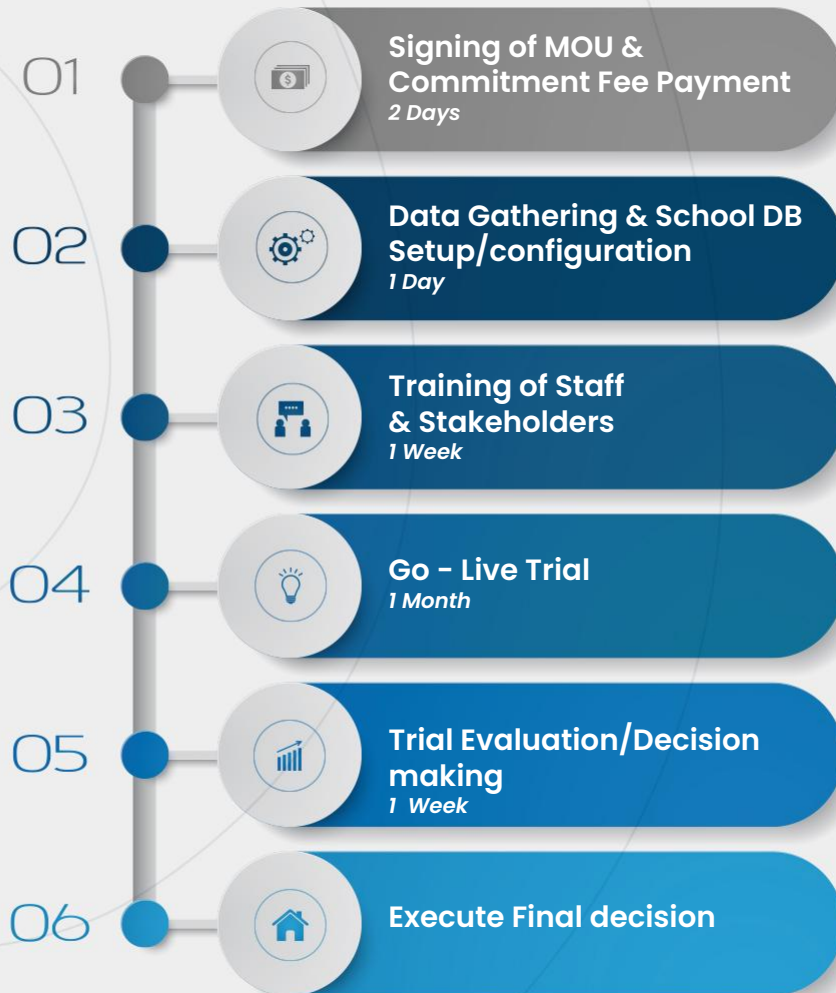 01
Signing of MOU &
Commitment Fee Payment
2 Days
02
Data Gathering & School DB
Setup/configuration
1 Day
03
Training of Staff
& Stakeholders
1 Week
04
Go - Live Trial
1 Month
05
Trial Evaluation/Decision
making
1 Week
06
Execute Final decision